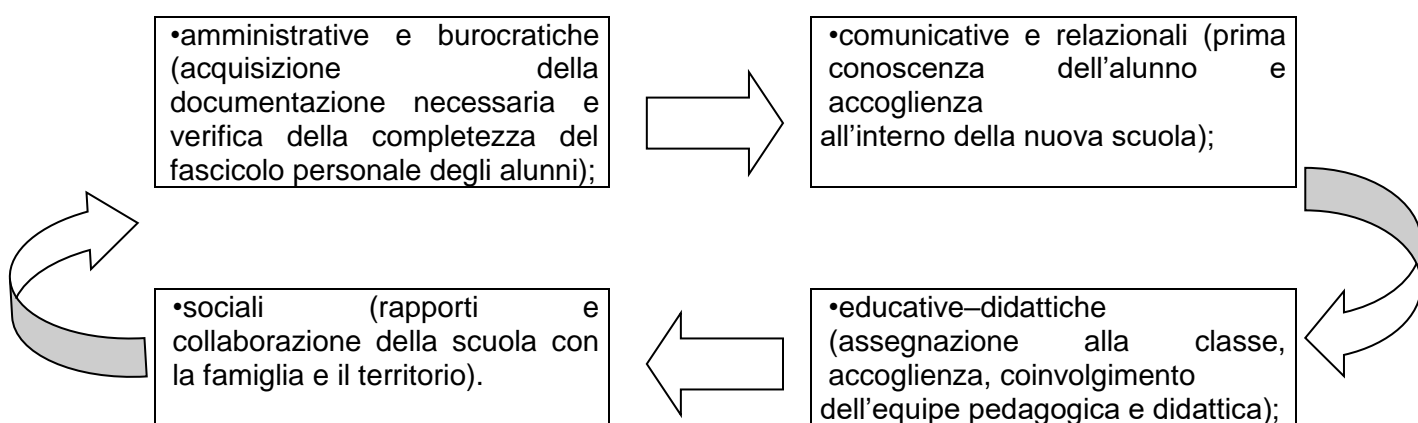 •amministrative e burocratiche
(acquisizione della
documentazione necessaria e
verifica della completezza del
fascicolo personale degli alunni);
•comunicative e relazionali (prima
conoscenza dell’alunno e
accoglienza
all’interno della nuova scuola);
•educative–didattiche
(assegnazione alla classe,
accoglienza, coinvolgimento
dell’equipe pedagogica e didattica);
•sociali (rapporti e
collaborazione della scuola con
la famiglia e il territorio).